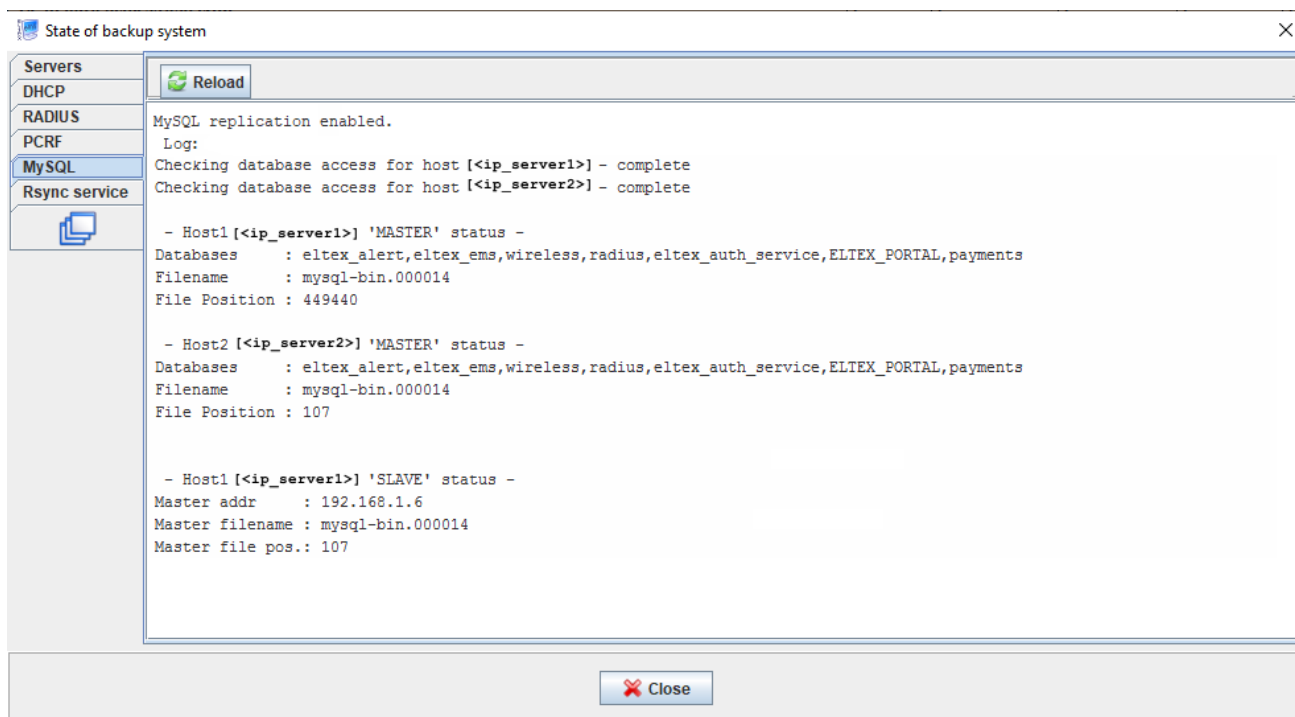 State of backup system
Servers
DHCP
RADIUS
PCRF
MySQL
Rsync service
Reload
MySQL replication enabled.
Log:
Checking database access for host [<ip_server1>] - complete
Checking database access for host [<ip_server2>] - complete
- Host1 [<ip_server1>] 'MASTER' status -
Databases : eltex_alert,eltex_ems,wireless,radius,eltex_auth_service,ELTEX_PORTAL,payments
Filename : mysql-bin.000014
File Position : 449440
- Host2 [<ip_server2>] 'MASTER' status -
Databases : eltex_alert,eltex_ems,wireless,radius,eltex_auth_service,ELTEX_PORTAL,payments
Filename : mysql-bin.000014
File Position : 107
- Host1 [<ip_server1>] 'SLAVE' status -
Master addr : 192.168.1.6
Master filename : mysql-bin.000014
Master file pos.: 107
Close